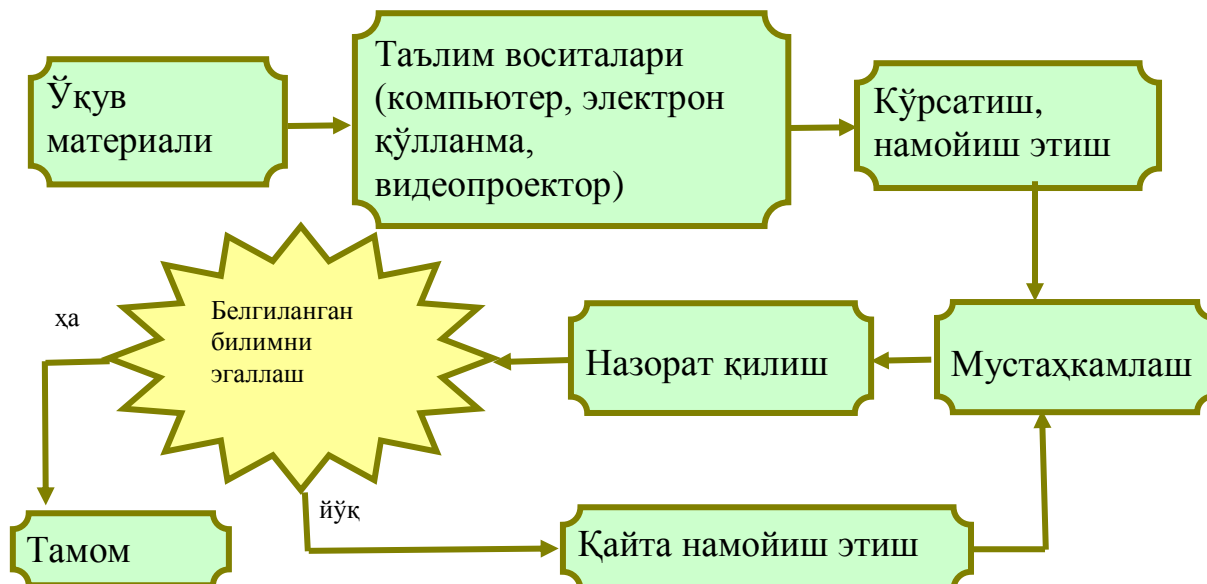 Ўқув
материали
Таълим воситалари
(компьютер, электрон
қўлланма,
видеопроектор)
Кўрсатиш,
намойиш этиш
Мустаҳкамлаш
Назорат қилиш
Белгиланган
билимни
эгаллаш
ҳа
Тамом
йўқ
Қайта намойиш этиш